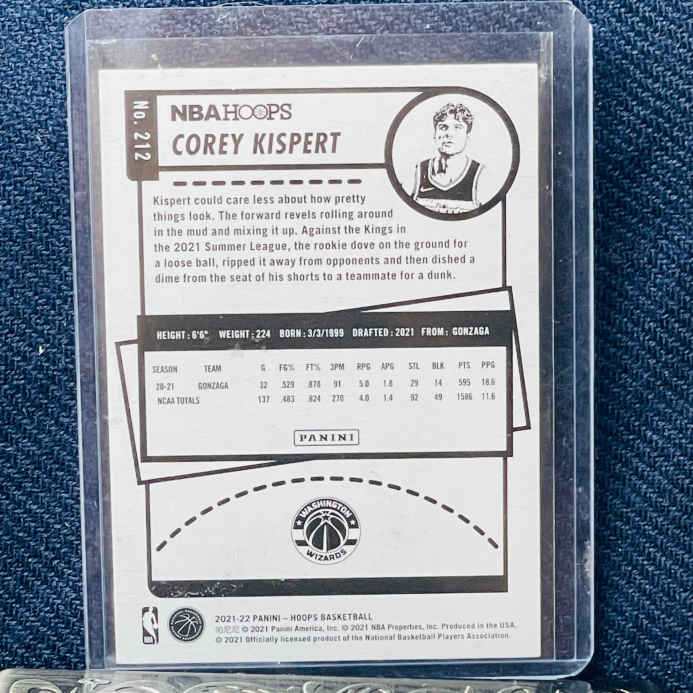 No. 212
NBAHOOPS
COREY KISPERT
Kispert could care less about how pretty
things look. The forward revels rolling around
in the mud and mixing it up. Against the Kings in
the 2021 Summer League, the rookie dove on the ground for
a loose ball, ripped it away from opponents and then dished a
dime from the seat of his shorts to a teammate for a dunk.
HEIGHT: 6'6" WEIGHT: 224 BORN: 3/3/1999 DRAFTED: 2021 FROM: GONZAGA
SEASON TEAM G FG% FT% 3PM RPG APG STL BLK PTS PPG
20-21 GONZAGA 32 .529 .878 91 5.0 1.8 29 14 595 18.6
NCAA TOTALS 137 .483 .824 270 4.0 1.4 92 49 1586 11.6
PANINI
WASHINGTON
WIZARDS
2021-22 PANINI – HOOPS BASKETBALL
帕尼尼 © 2021 Panini America, Inc. © 2021 NBA Properties, Inc. Produced in the USA.
© 2021 Officially licensed product of the National Basketball Players Association.